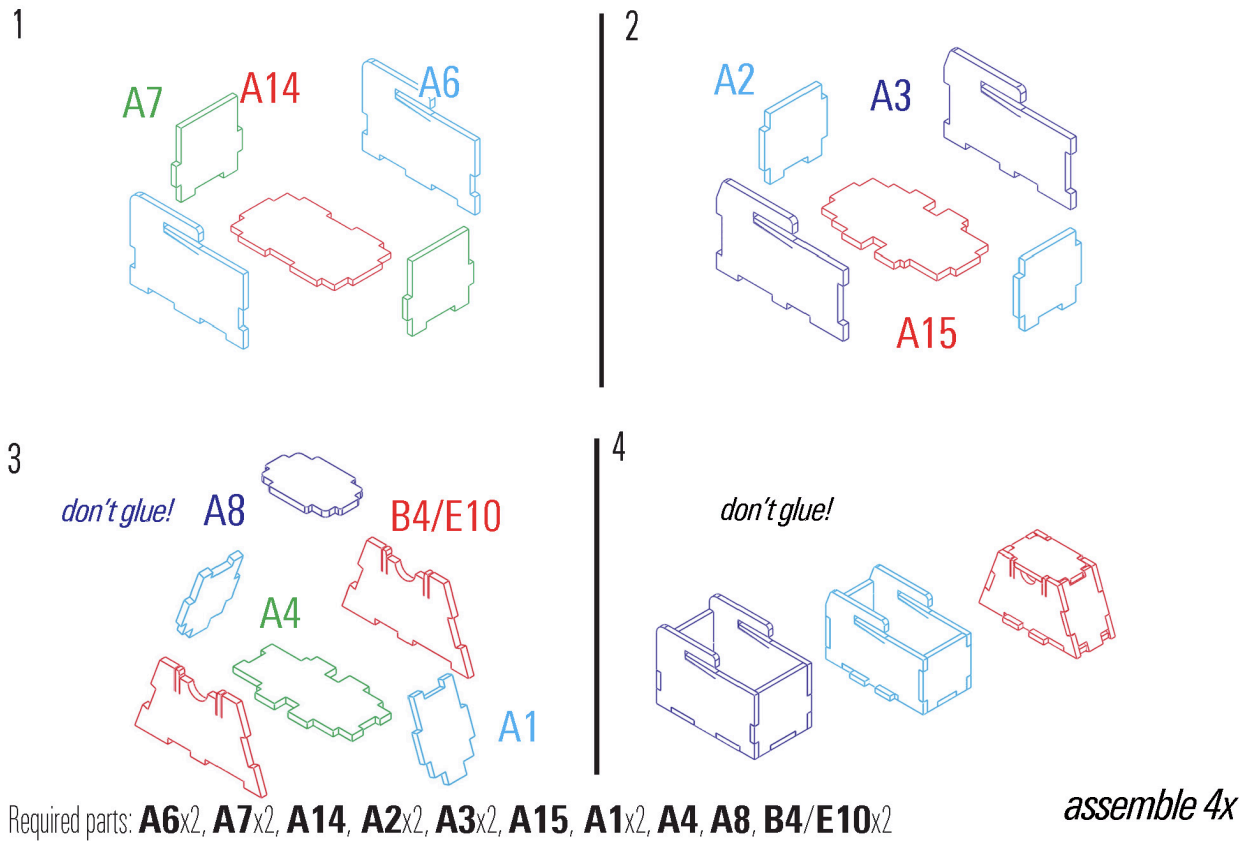 1
A7
A14
A6
2
A2
A3
A15
3
don't glue!
A8
B4/E10
A4
A1
4
don't glue!
Required parts: A6x2, A7x2, A14, A2x2, A3x2, A15, A1x2, A4, A8, B4/E10x2
assemble 4x